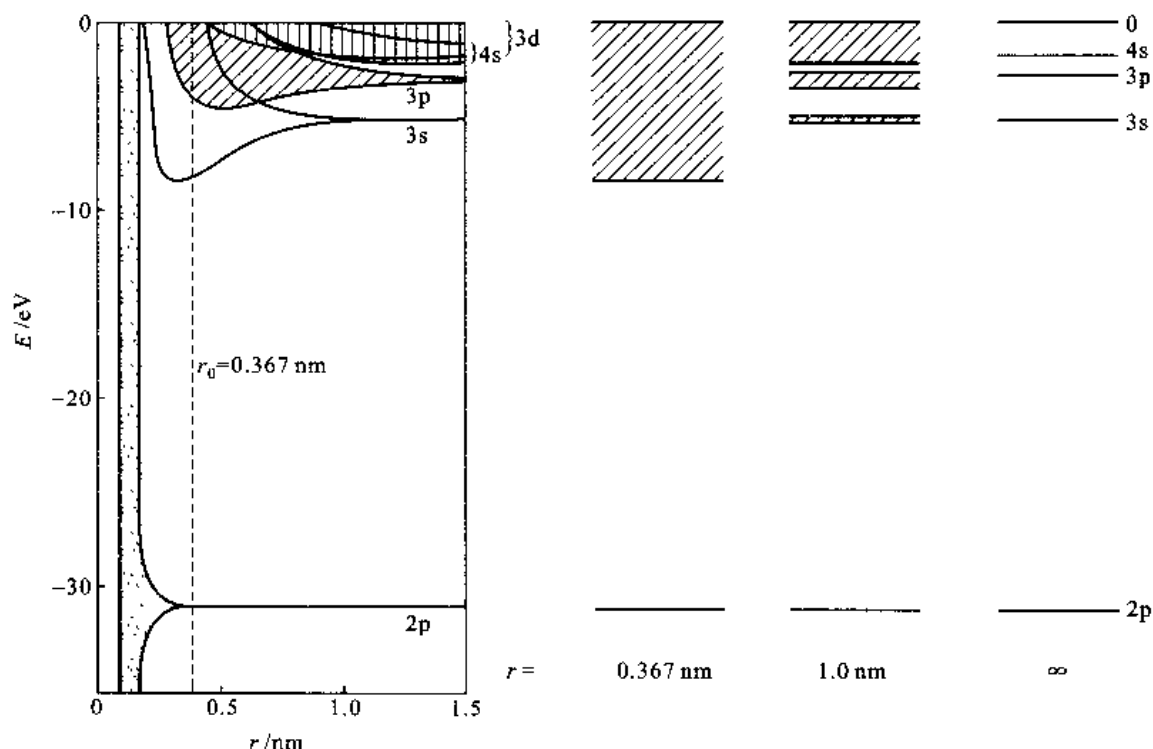 0
−10
−20
−30
E /eV
0
0.5
1.0
1.5
r /nm
r₀=0.367 nm
}3d
}4s
3p
3s
2p
0
4s
3p
3s
2p
r = 0.367 nm 1.0 nm ∞